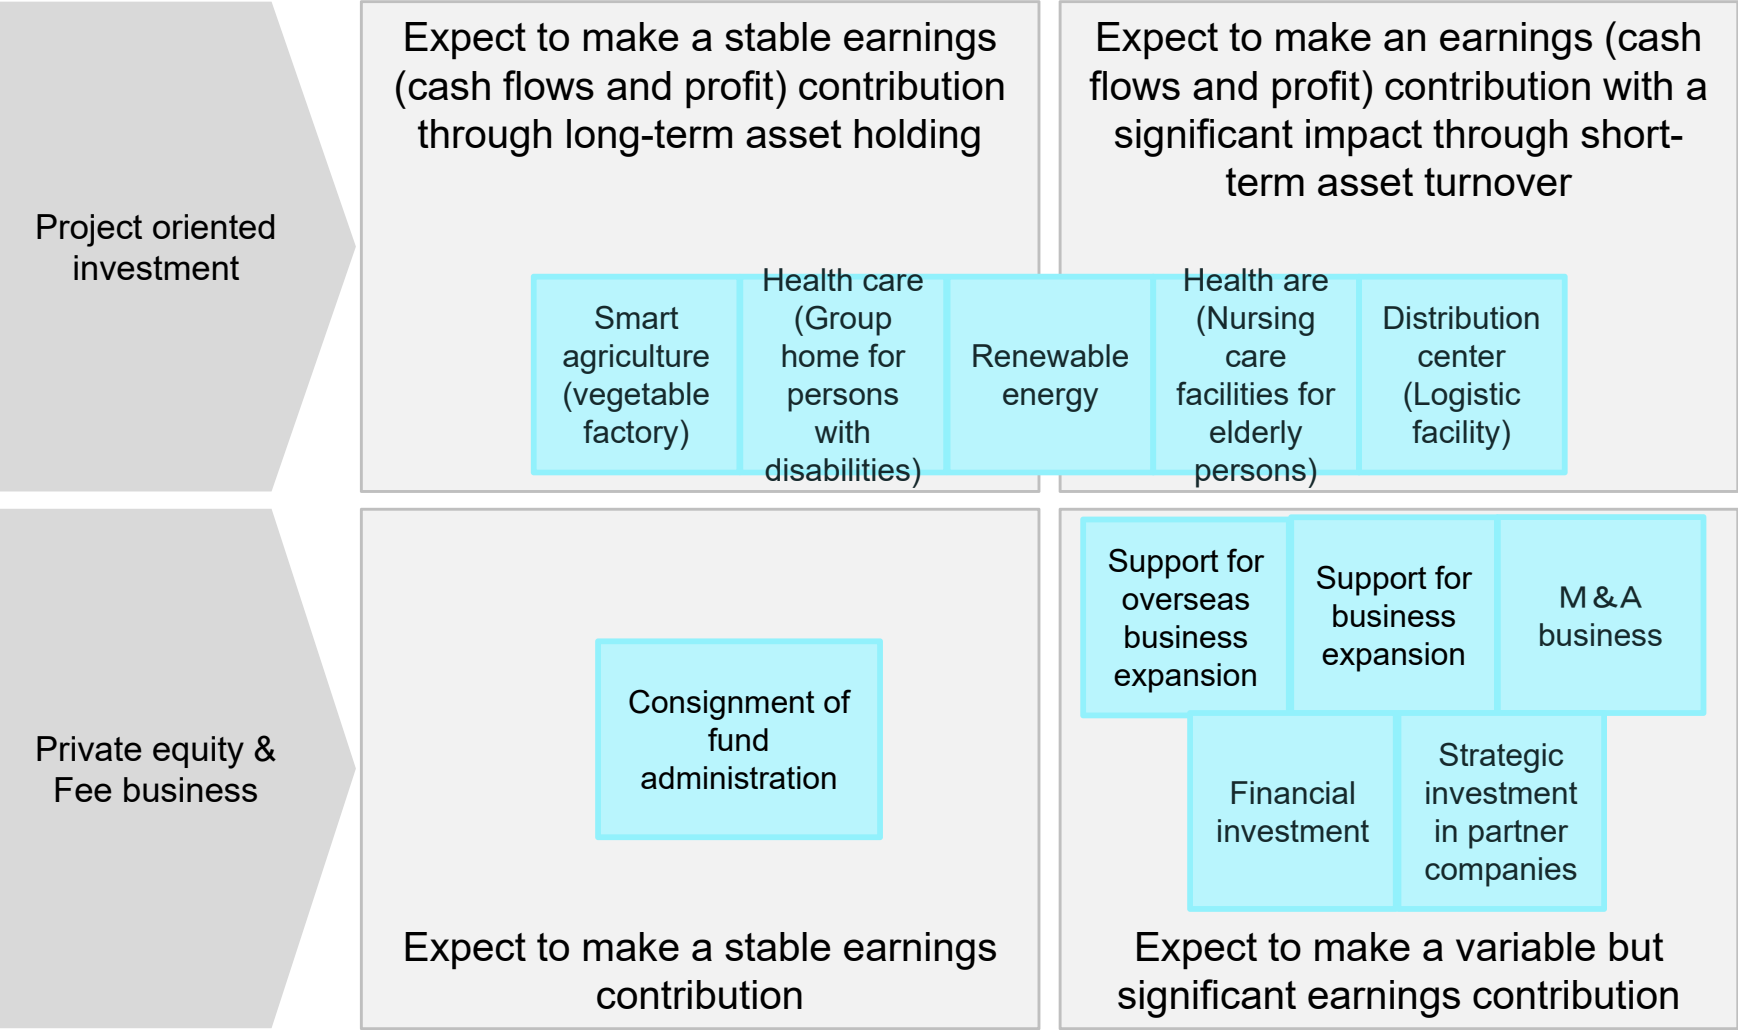 Project oriented
investment
Expect to make a stable earnings
(cash flows and profit) contribution
through long-term asset holding
Expect to make an earnings (cash
flows and profit) contribution with a
significant impact through short-
term asset turnover
Smart
agriculture
(vegetable
factory)
Health care
(Group
home for
persons
with
disabilities)
Renewable
energy
Health are
(Nursing
care
facilities for
elderly
persons)
Distribution
center
(Logistic
facility)
Private equity &
Fee business
Consignment of
fund
administration
Expect to make a stable earnings
contribution
Support for
overseas
business
expansion
Support for
business
expansion
M&A
business
Financial
investment
Strategic
investment
in partner
companies
Expect to make a variable but
significant earnings contribution